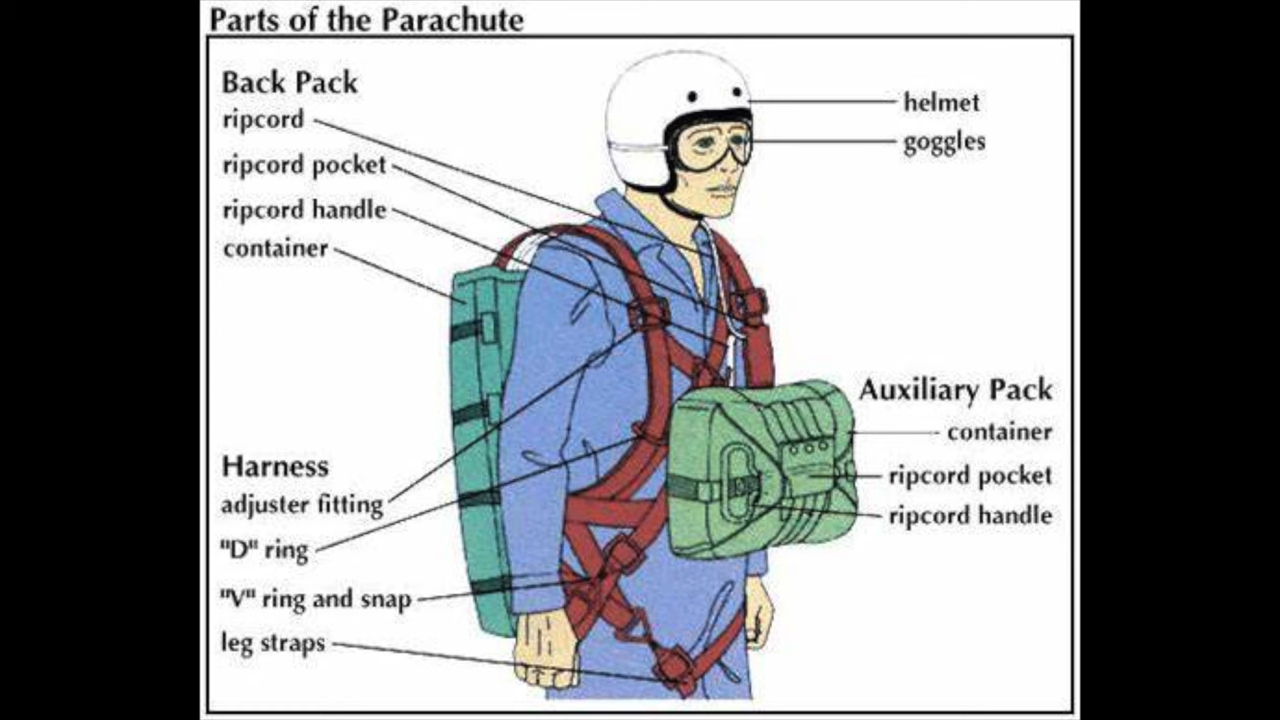 Parts of the Parachute
Back Pack
ripcord
ripcord pocket
ripcord handle
container
helmet
goggles
Auxiliary Pack
container
ripcord pocket
ripcord handle
Harness
adjuster fitting
"D" ring
"V" ring and snap
leg straps